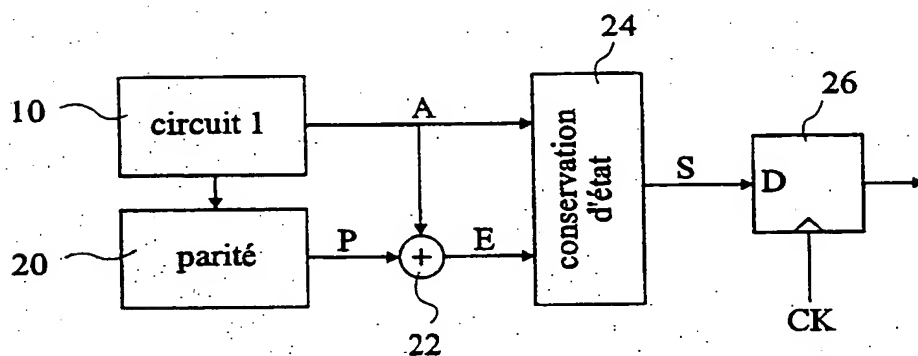 24
10
circuit 1
A
conservation
d'état
26
S
D
20
parité
P
+
E
22
CK